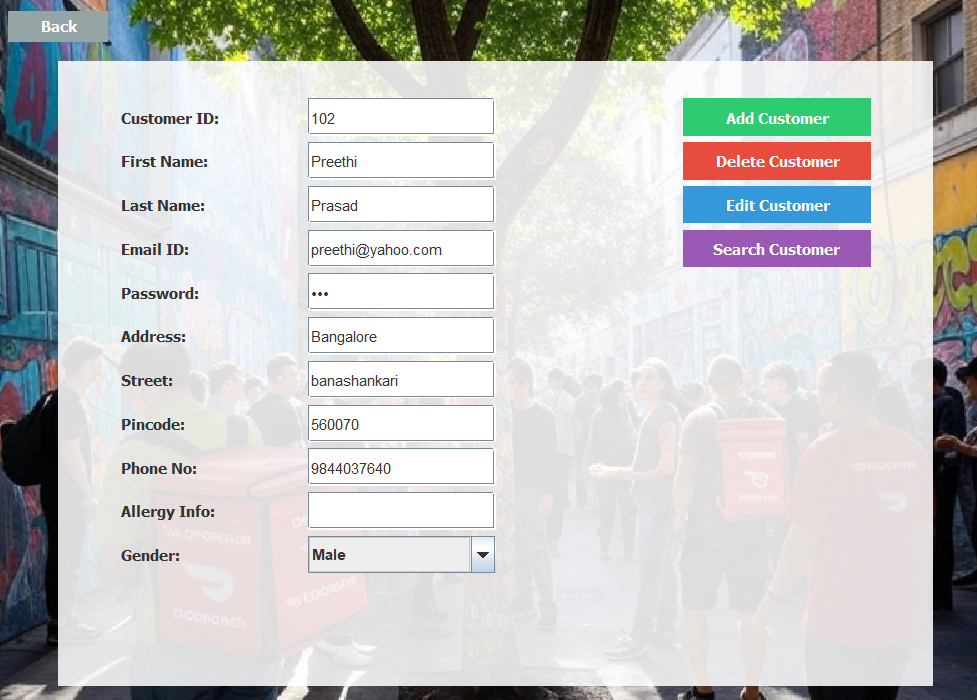 Back
Customer ID: 102 Add Customer
First Name: Preethi Delete Customer
Last Name: Prasad Edit Customer
Email ID: preethi@yahoo.com Search Customer
Password: •••
Address: Bangalore
Street: banashankari
Pincode: 560070
Phone No: 9844037640
Allergy Info:
Gender: Male